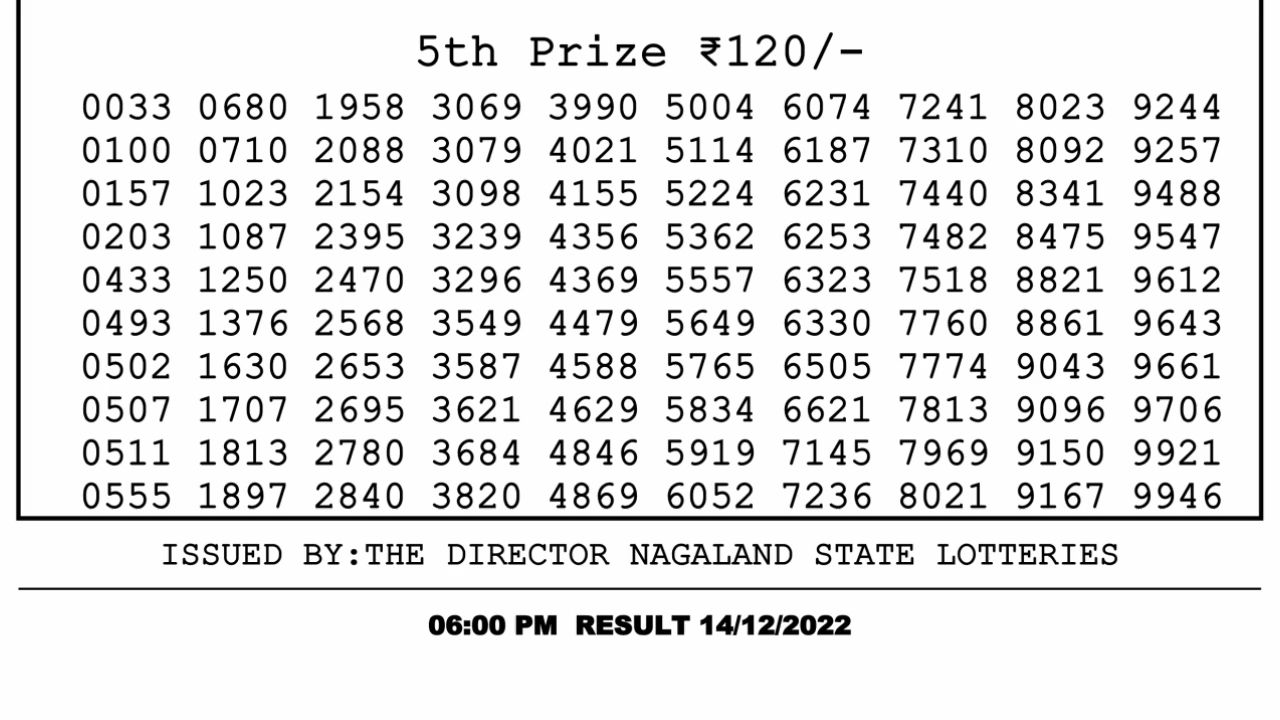 5th Prize ₹120/-
0033 0680 1958 3069 3990 5004 6074 7241 8023 9244
0100 0710 2088 3079 4021 5114 6187 7310 8092 9257
0157 1023 2154 3098 4155 5224 6231 7440 8341 9488
0203 1087 2395 3239 4356 5362 6253 7482 8475 9547
0433 1250 2470 3296 4369 5557 6323 7518 8821 9612
0493 1376 2568 3549 4479 5649 6330 7760 8861 9643
0502 1630 2653 3587 4588 5765 6505 7774 9043 9661
0507 1707 2695 3621 4629 5834 6621 7813 9096 9706
0511 1813 2780 3684 4846 5919 7145 7969 9150 9921
0555 1897 2840 3820 4869 6052 7236 8021 9167 9946
ISSUED BY:THE DIRECTOR NAGALAND STATE LOTTERIES
06:00 PM RESULT 14/12/2022